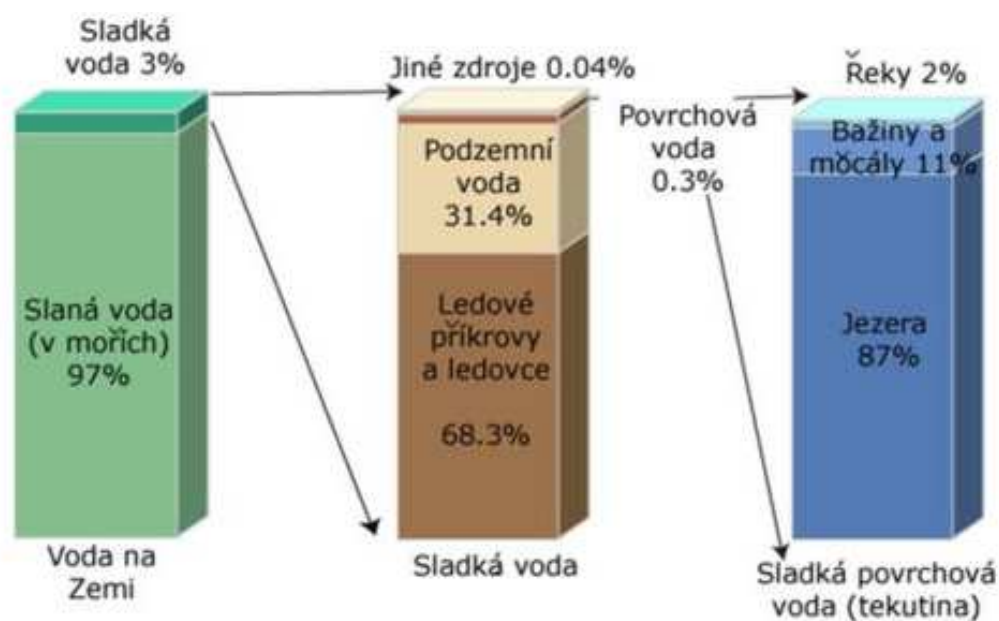 Sladká
voda 3%
Slaná voda
(v mořích)
97%
Voda na
Zemi
Jiné zdroje 0.04%
Podzemní
voda
31.4%
Ledové
příkrovy
a ledovce
68.3%
Sladká voda
Povrchová
voda
0.3%
Řeky 2%
Bažiny a
močály 11%
Jezera
87%
Sladká povrchová
voda (tekutina)